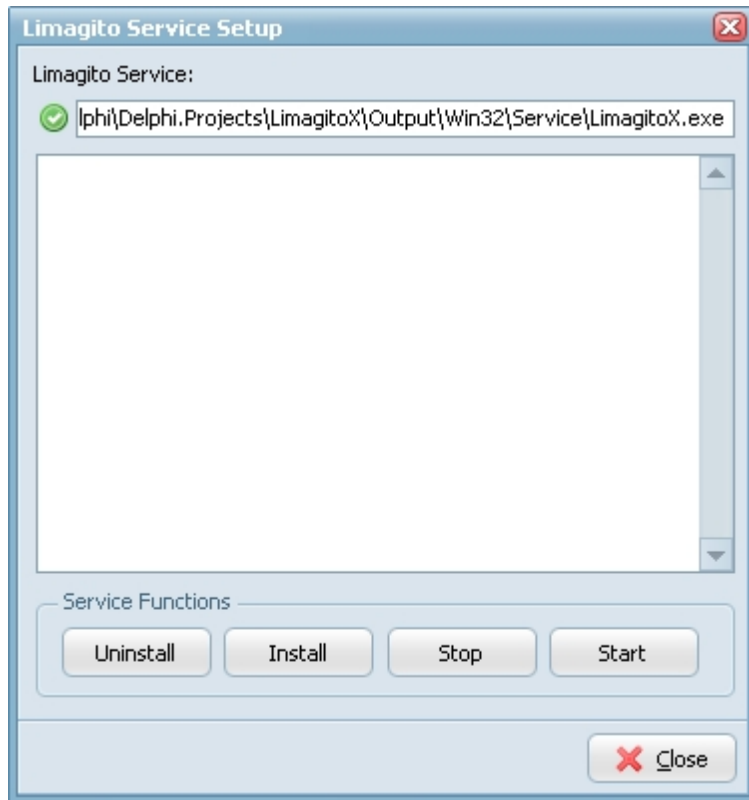 Limagito Service Setup
Limagito Service:
lphi\Delphi.Projects\LimagitoX\Output\Win32\Service\LimagitoX.exe
Service Functions
Uninstall Install Stop Start
Close